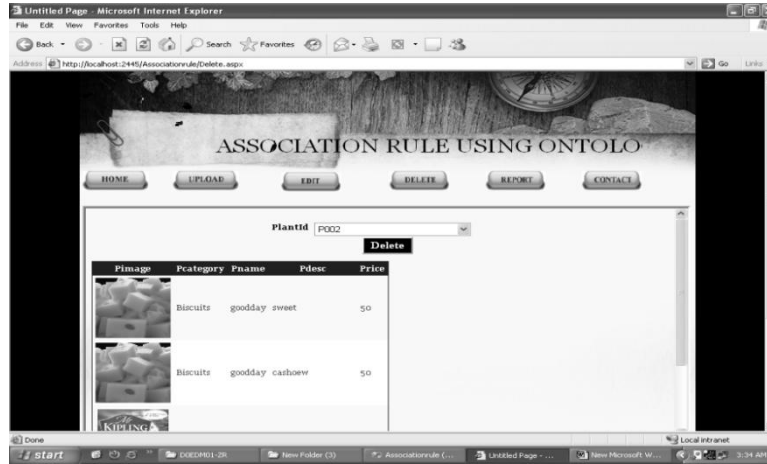 Untitled Page - Microsoft Internet Explorer
File Edit View Favorites Tools Help
Back Search Favorites
Address http://localhost:2445/Associationrule/Delete.aspx Go Links
ASSOCIATION RULE USING ONTOLO
HOME UPLOAD EDIT DELETE REPORT CONTACT
PlantId P002
Delete
Pimage Pcategory Pname Pdesc Price
Biscuits goodday sweet 50
Biscuits goodday cashoew 50
KIPLING
Done Local intranet
start D0EDM01-2R New Folder (3) Associationrule (... Untitled Page - ... New Microsoft W... 3:34 AM